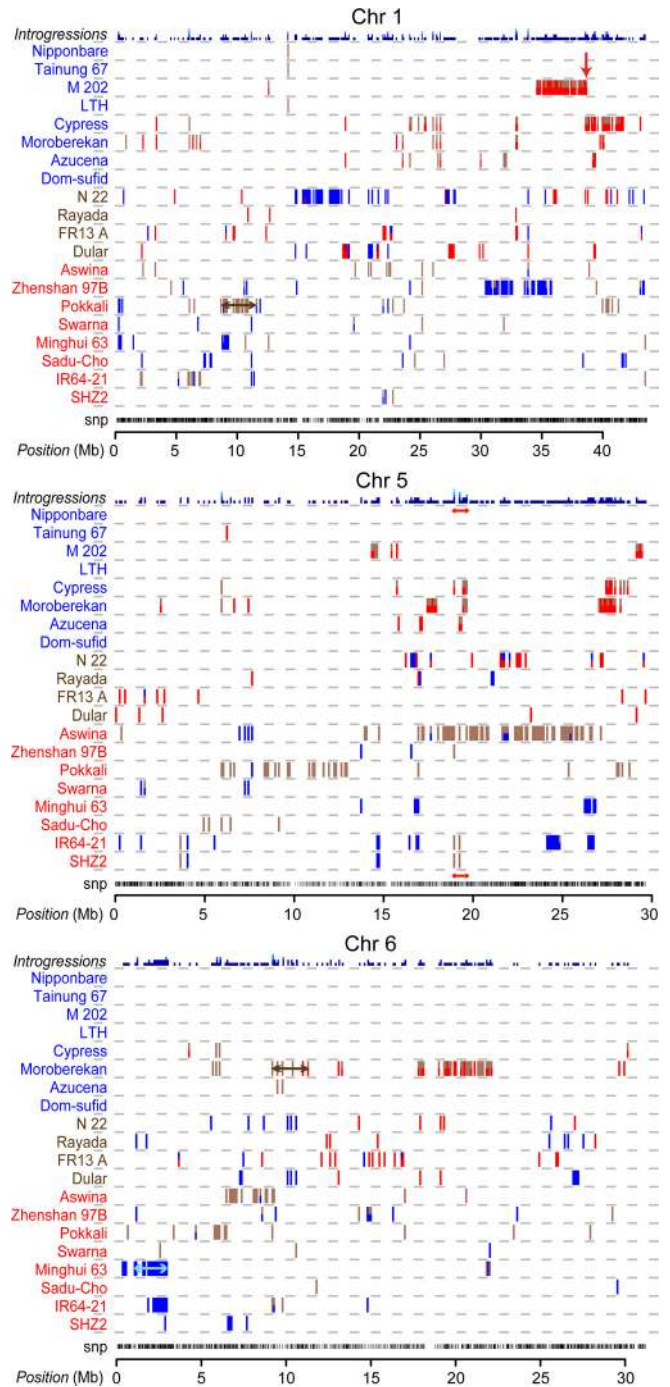 Chr 1
Introgressions
Nipponbare
Tainung 67
M 202
LTH
Cypress
Moroberekan
Azucena
Dom-sufid
N 22
Rayada
FR13 A
Dular
Aswina
Zhenshan 97B
Pokkali
Swarna
Minghui 63
Sadu-Cho
IR64-21
SHZ2
snp
Position (Mb) 0 5 10 15 20 25 30 35 40
Chr 5
Introgressions
Nipponbare
Tainung 67
M 202
LTH
Cypress
Moroberekan
Azucena
Dom-sufid
N 22
Rayada
FR13 A
Dular
Aswina
Zhenshan 97B
Pokkali
Swarna
Minghui 63
Sadu-Cho
IR64-21
SHZ2
snp
Position (Mb) 0 5 10 15 20 25 30
Chr 6
Introgressions
Nipponbare
Tainung 67
M 202
LTH
Cypress
Moroberekan
Azucena
Dom-sufid
N 22
Rayada
FR13 A
Dular
Aswina
Zhenshan 97B
Pokkali
Swarna
Minghui 63
Sadu-Cho
IR64-21
SHZ2
snp
Position (Mb) 0 5 10 15 20 25 30